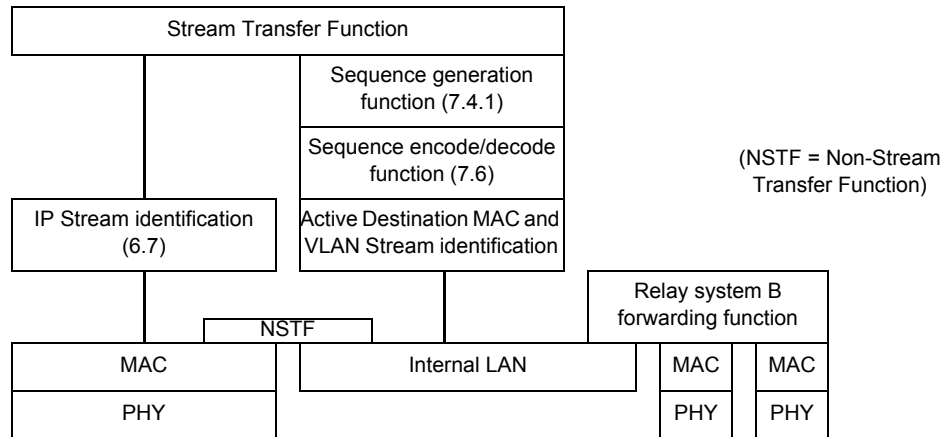 Stream Transfer Function
Sequence generation
function (7.4.1)
Sequence encode/decode
function (7.6)
(NSTF = Non-Stream
Transfer Function)
IP Stream identification
(6.7)
Active Destination MAC and
VLAN Stream identification
Relay system B
forwarding function
NSTF
MAC
Internal LAN
MAC
MAC
PHY
PHY
PHY